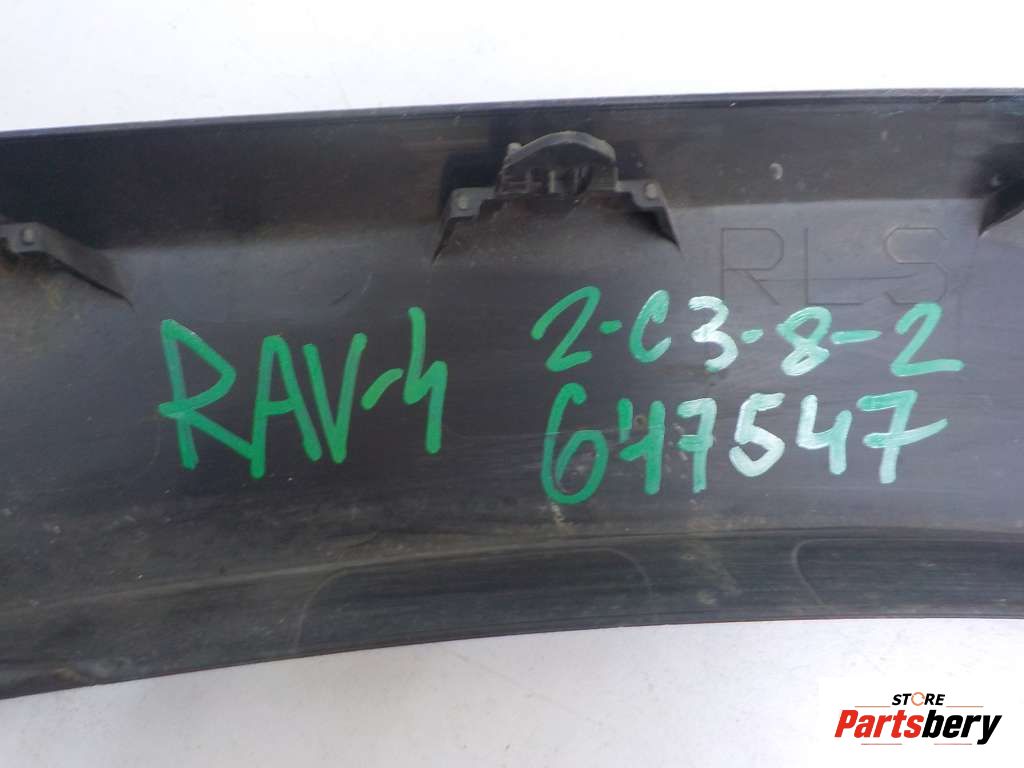 RLS
RAV-4 2-C3-8-2
647547
STORE
Partsbery